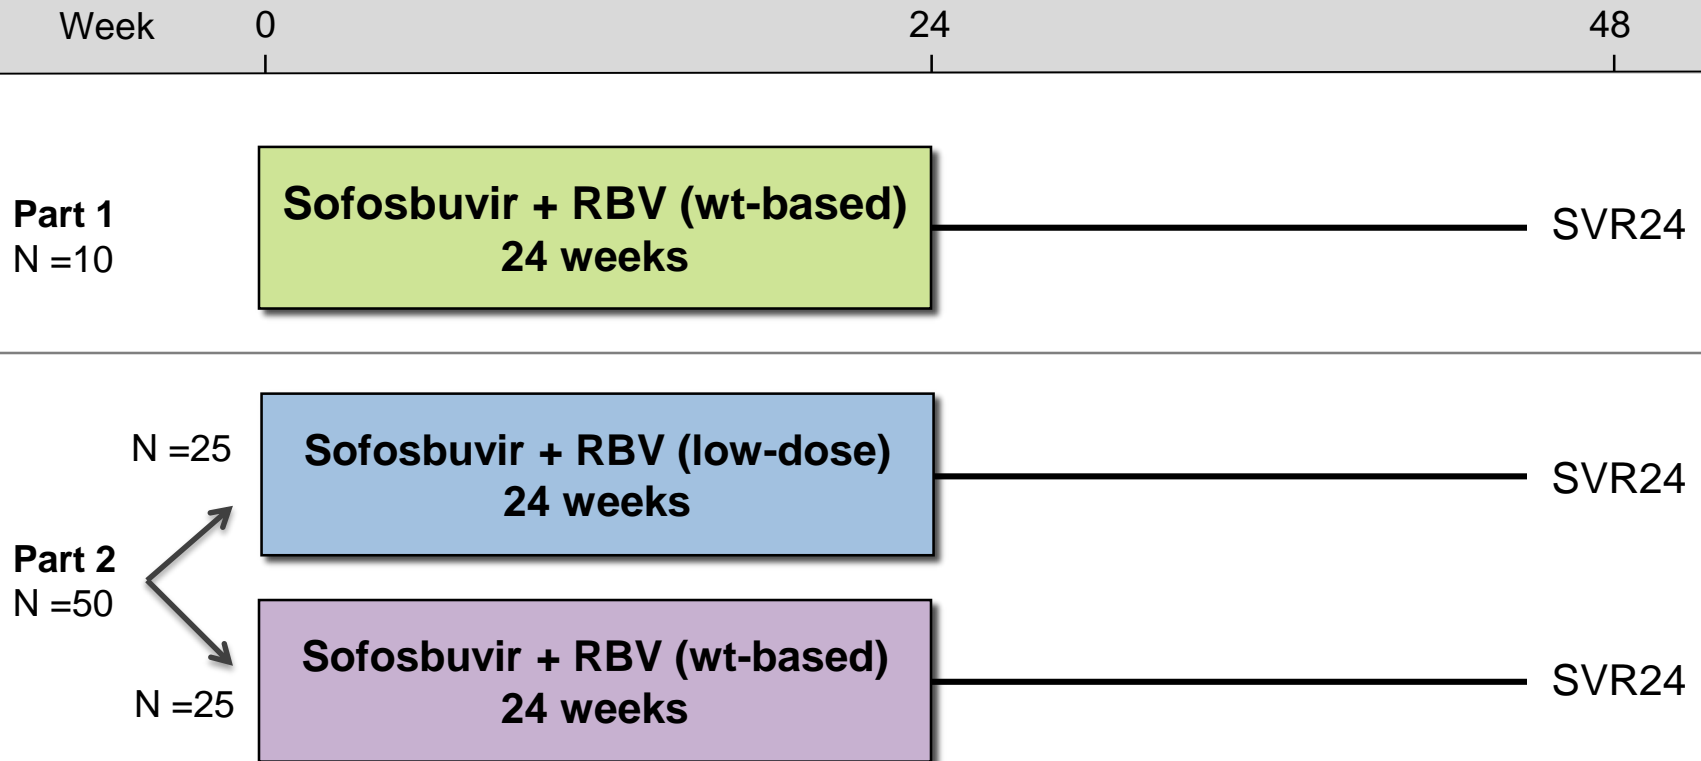 Week 0 24 48
Part 1
N =10
Sofosbuvir + RBV (wt-based)
24 weeks
SVR24
Part 2
N =50
N =25
Sofosbuvir + RBV (low-dose)
24 weeks
SVR24
N =25
Sofosbuvir + RBV (wt-based)
24 weeks
SVR24